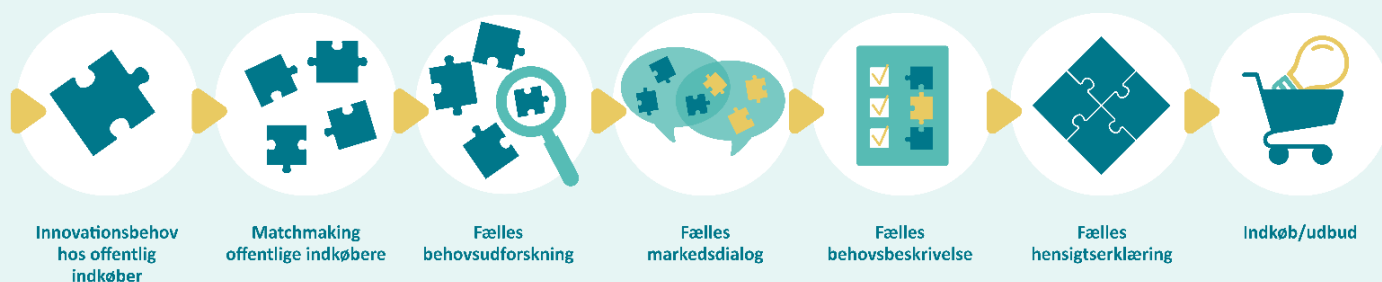 Innovationsbehov
hos offentlig
indkøber
Matchmaking
offentlige indkøbere
Fælles
behovsudforskning
Fælles
markedsdialog
Fælles
behovsbeskrivelse
Fælles
hensigtserklæring
Indkøb/udbud